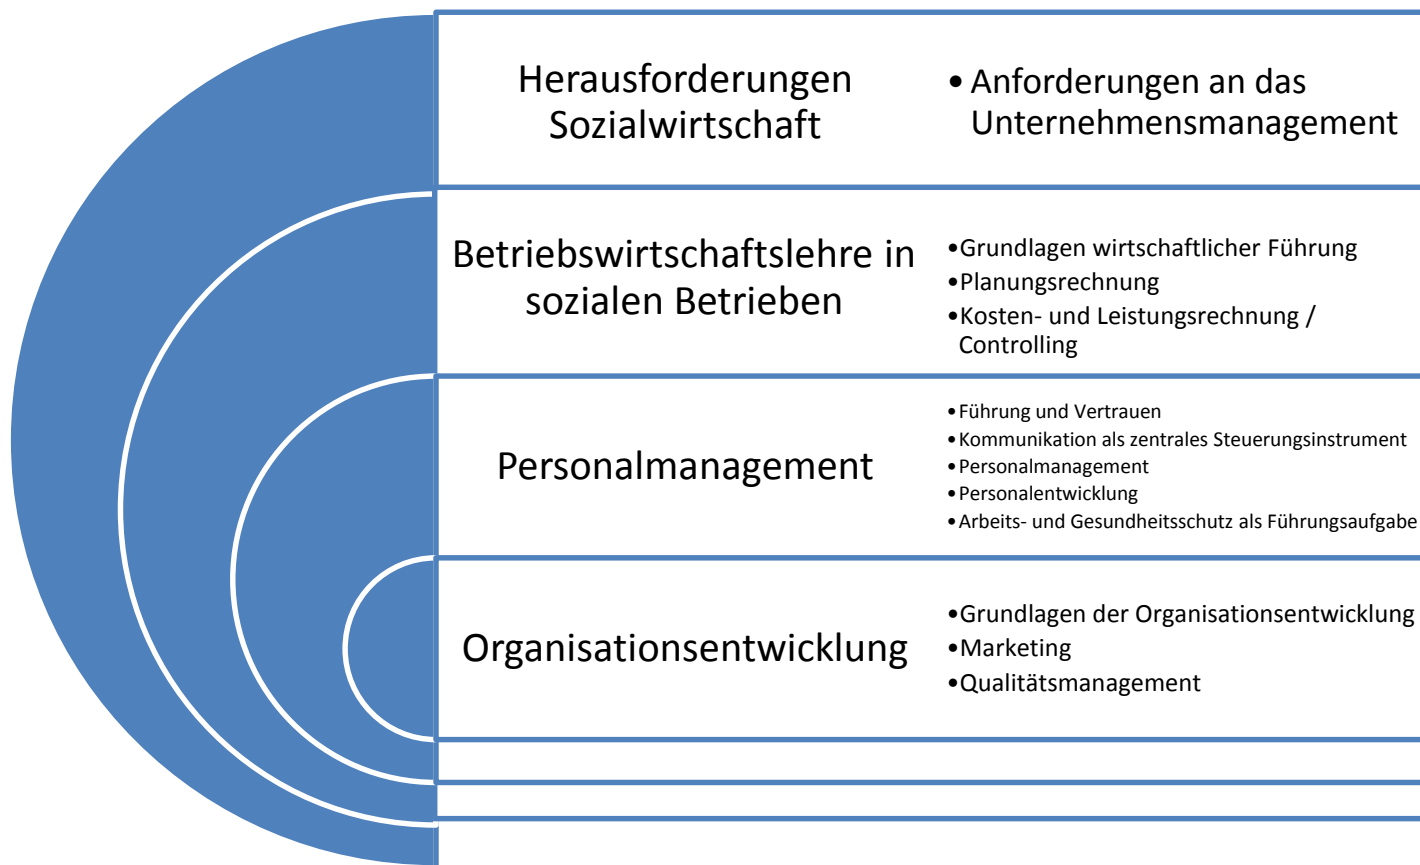 Herausforderungen
Sozialwirtschaft
• Anforderungen an das
Unternehmensmanagement
Betriebswirtschaftslehre in
sozialen Betrieben
•Grundlagen wirtschaftlicher Führung
•Planungsrechnung
•Kosten- und Leistungsrechnung /
Controlling
Personalmanagement
•Führung und Vertrauen
•Kommunikation als zentrales Steuerungsinstrument
•Personalmanagement
•Personalentwicklung
•Arbeits- und Gesundheitsschutz als Führungsaufgabe
Organisationsentwicklung
•Grundlagen der Organisationsentwicklung
•Marketing
•Qualitätsmanagement